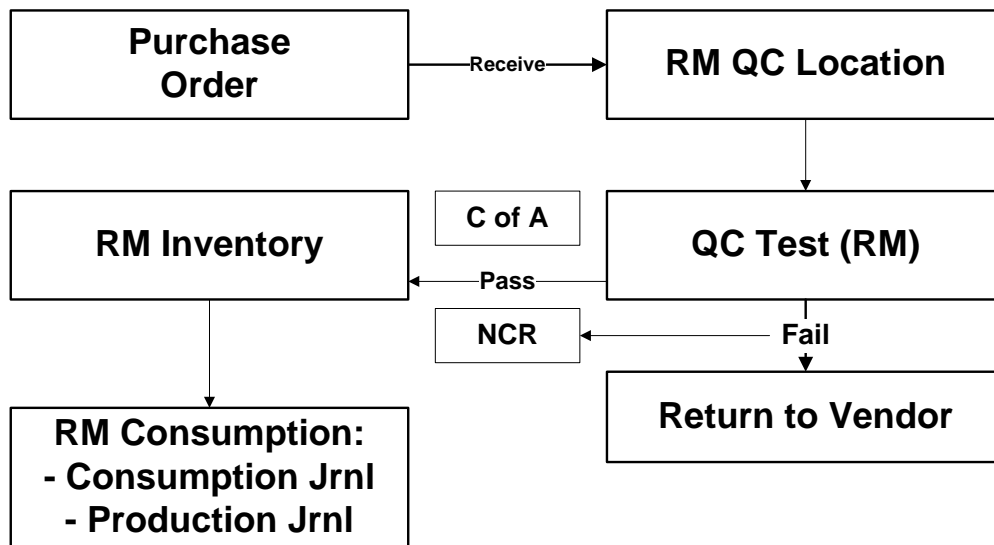 Purchase
Order
Receive
RM QC Location
RM Inventory
C of A
QC Test (RM)
Pass
NCR
Fail
Return to Vendor
RM Consumption:
- Consumption Jrnl
- Production Jrnl